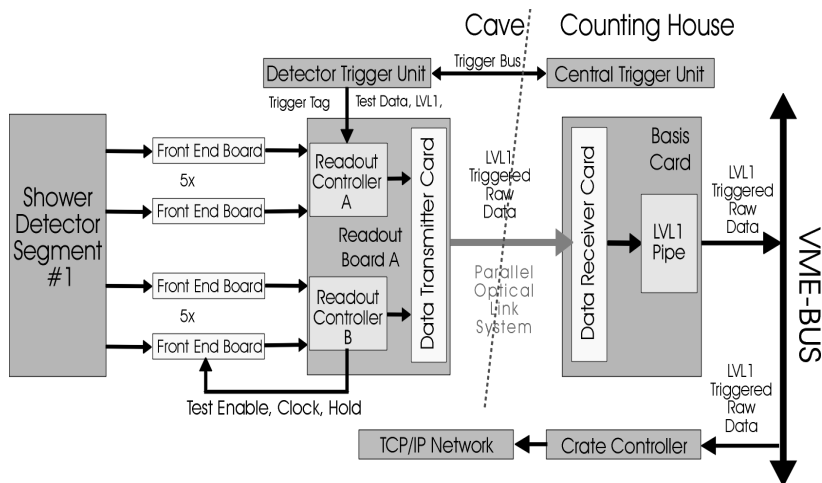 Cave
Counting House
Detector Trigger Unit
Trigger Bus
Central Trigger Unit
Trigger Tag
Test Data, LVL1,
Shower
Detector
Segment
#1
Front End Board
5x
Front End Board
Front End Board
5x
Front End Board
Readout
Controller
A
Readout
Board A
Readout
Controller
B
Data Transmitter Card
Test Enable, Clock, Hold
LVL1
Triggered
Raw
Data
Parallel
Optical
Link
System
Data Receiver Card
Basis
Card
LVL1
Pipe
LVL1
Triggered
Raw
Data
VME-BUS
LVL1
Triggered
Raw
Data
TCP/IP Network
Crate Controller